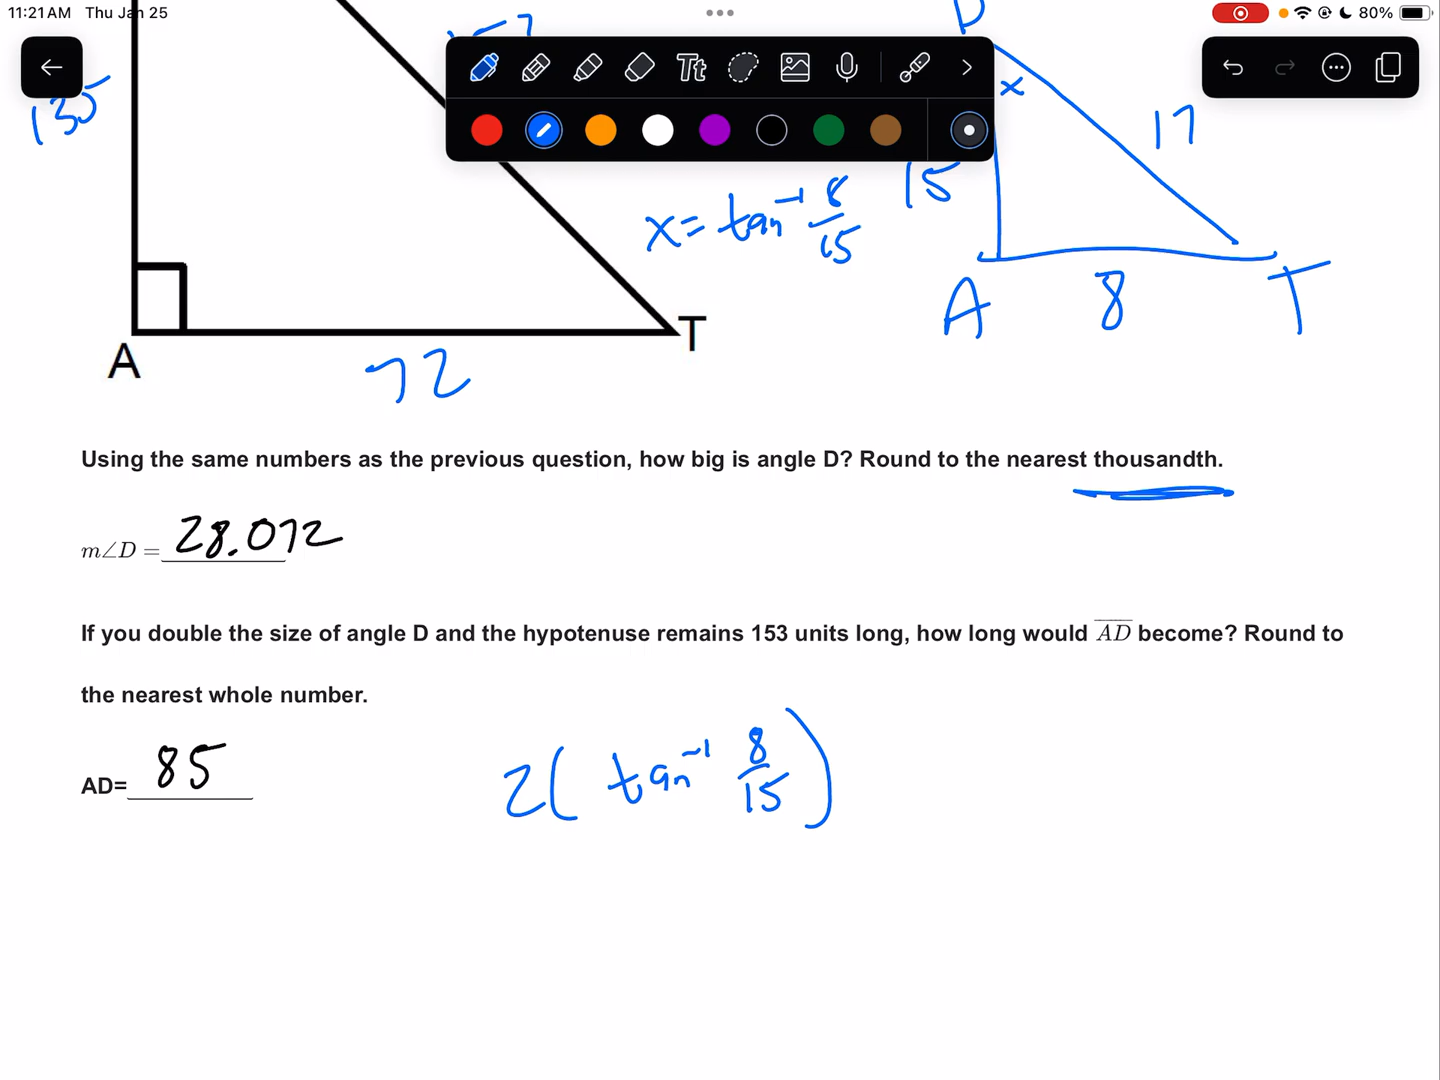 11:21 AM Thu Jan 25
80%
Tt
135
D
x
17
15
x = tan⁻¹ 8/15
A
T
72
A
8
T
Using the same numbers as the previous question, how big is angle D? Round to the nearest thousandth.
m∠D = 28.072
If you double the size of angle D and the hypotenuse remains 153 units long, how long would AD become? Round to
the nearest whole number.
AD= 85
2( tan⁻¹ 8/15 )